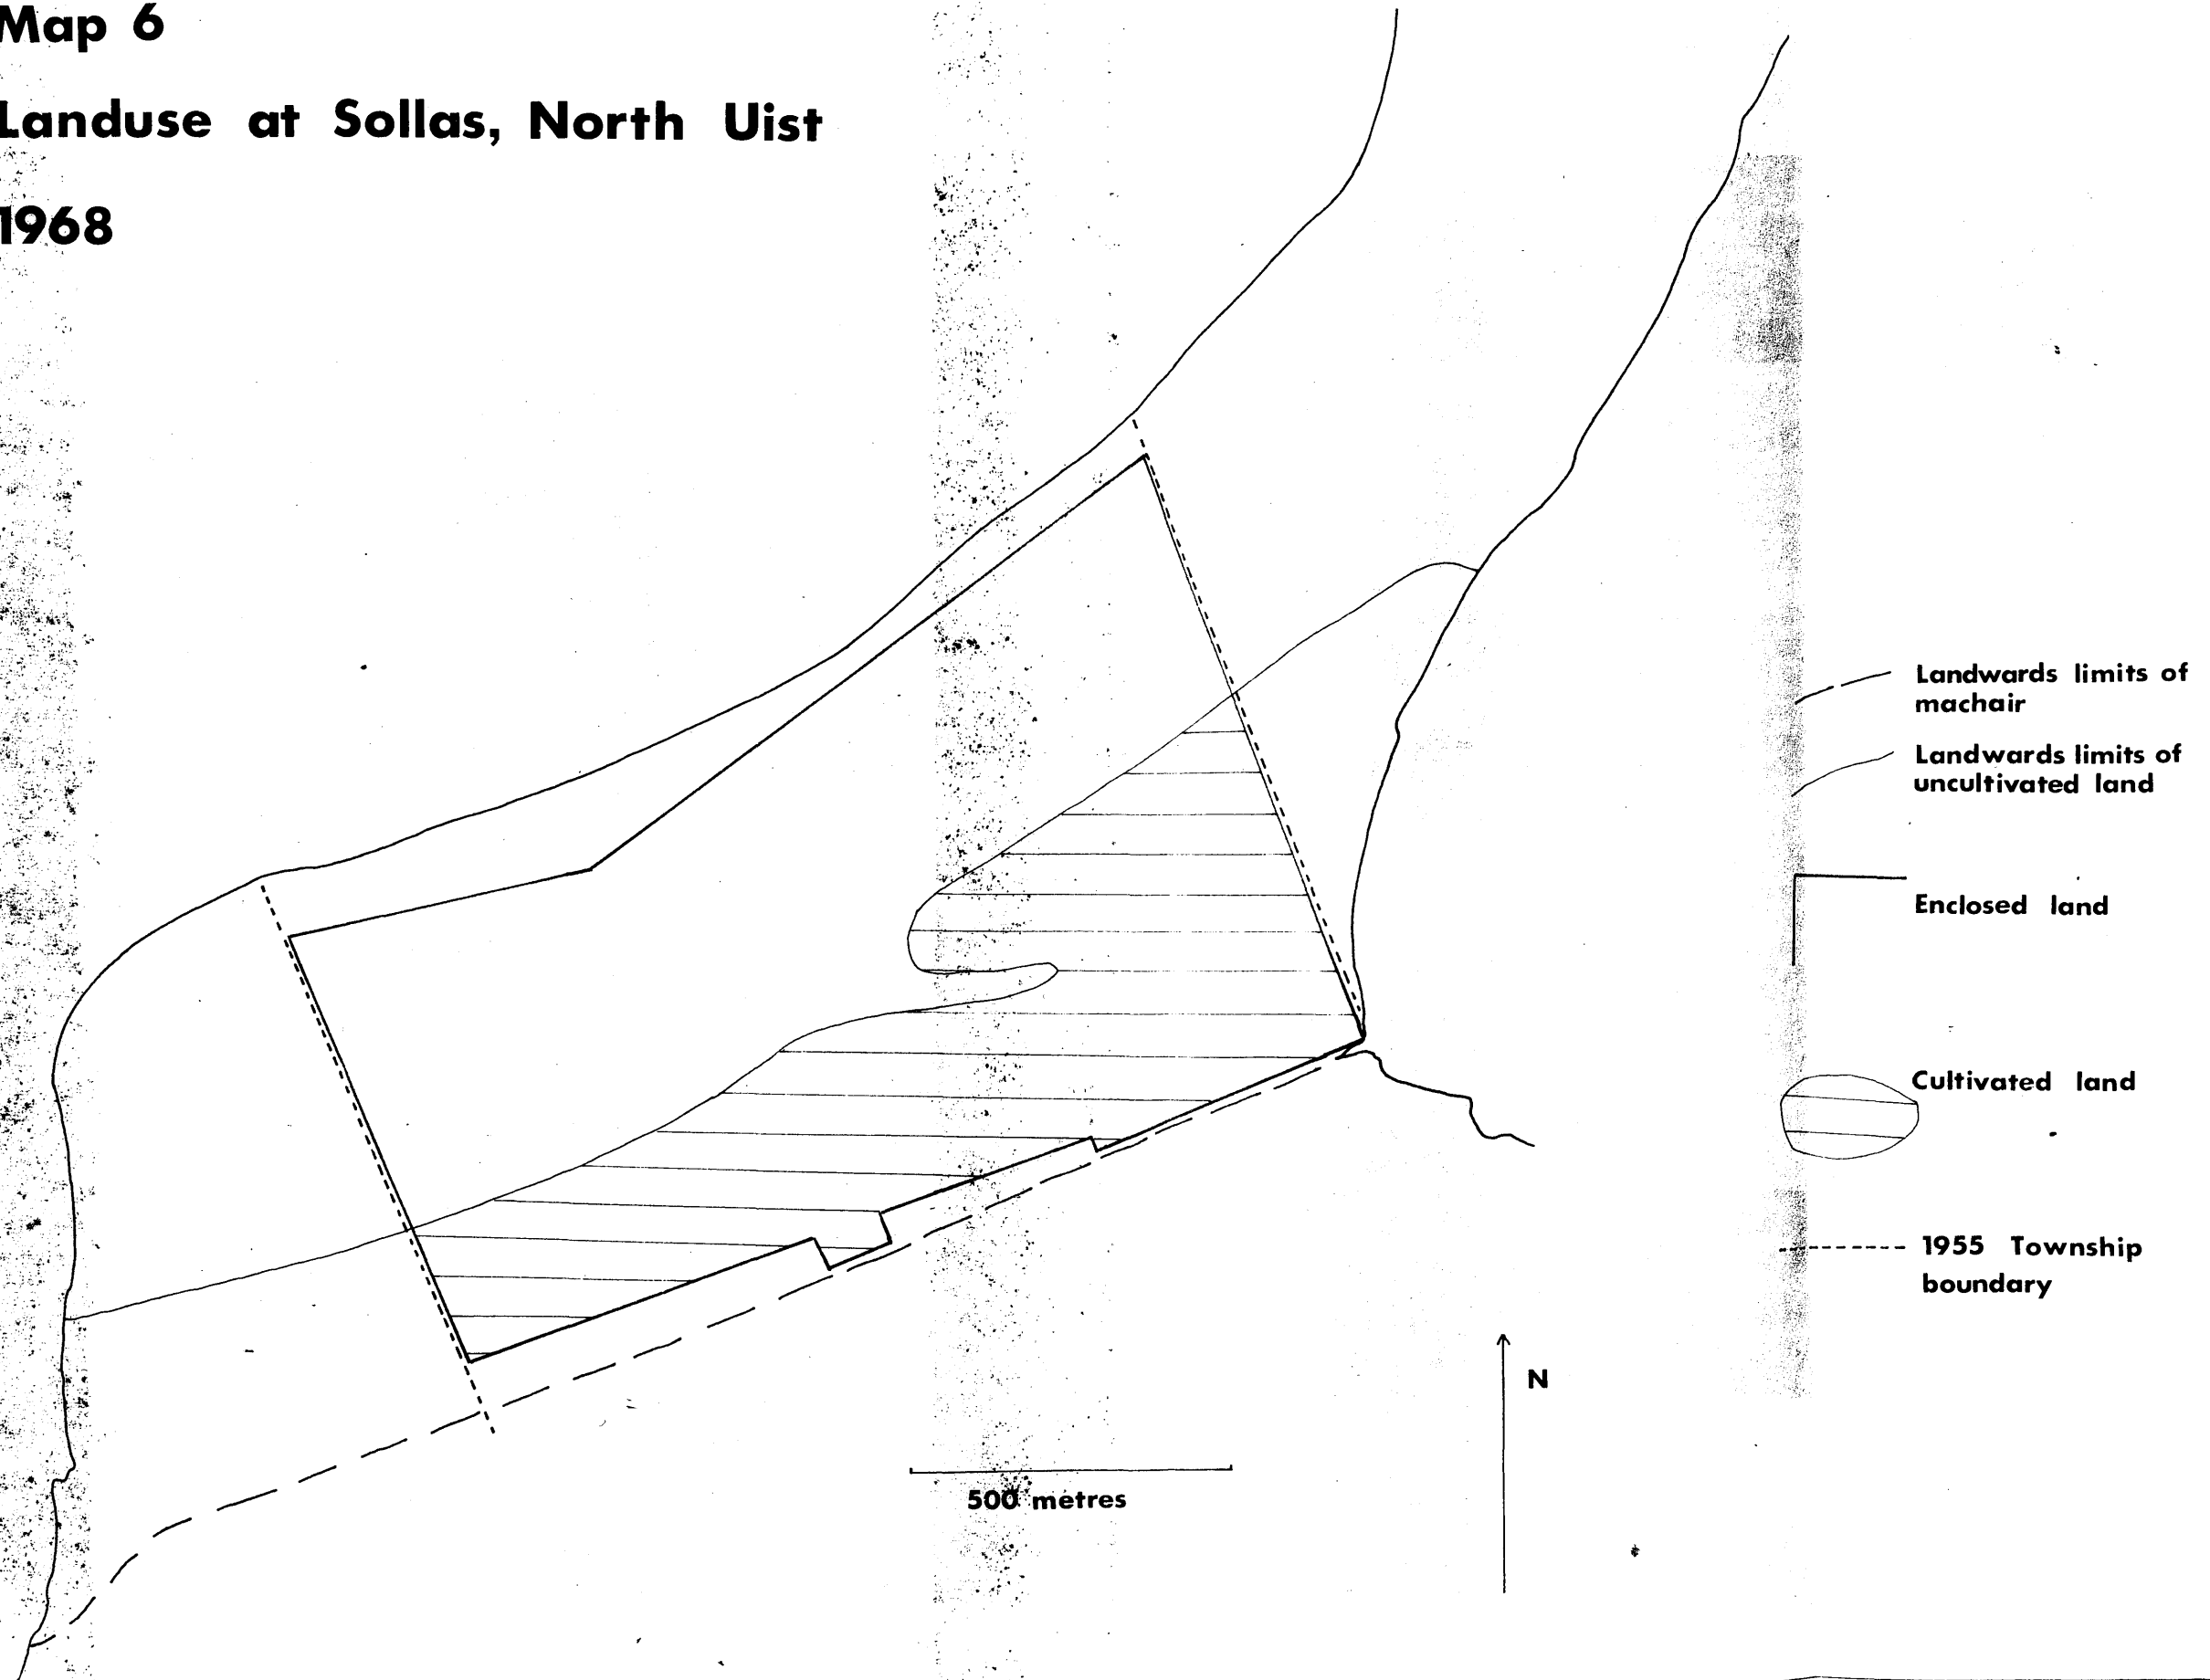 Map 6
Landuse at Sollas, North Uist
1968
Landwards limits of
machair
Landwards limits of
uncultivated land
Enclosed land
Cultivated land
1955 Township
boundary
N
500 metres